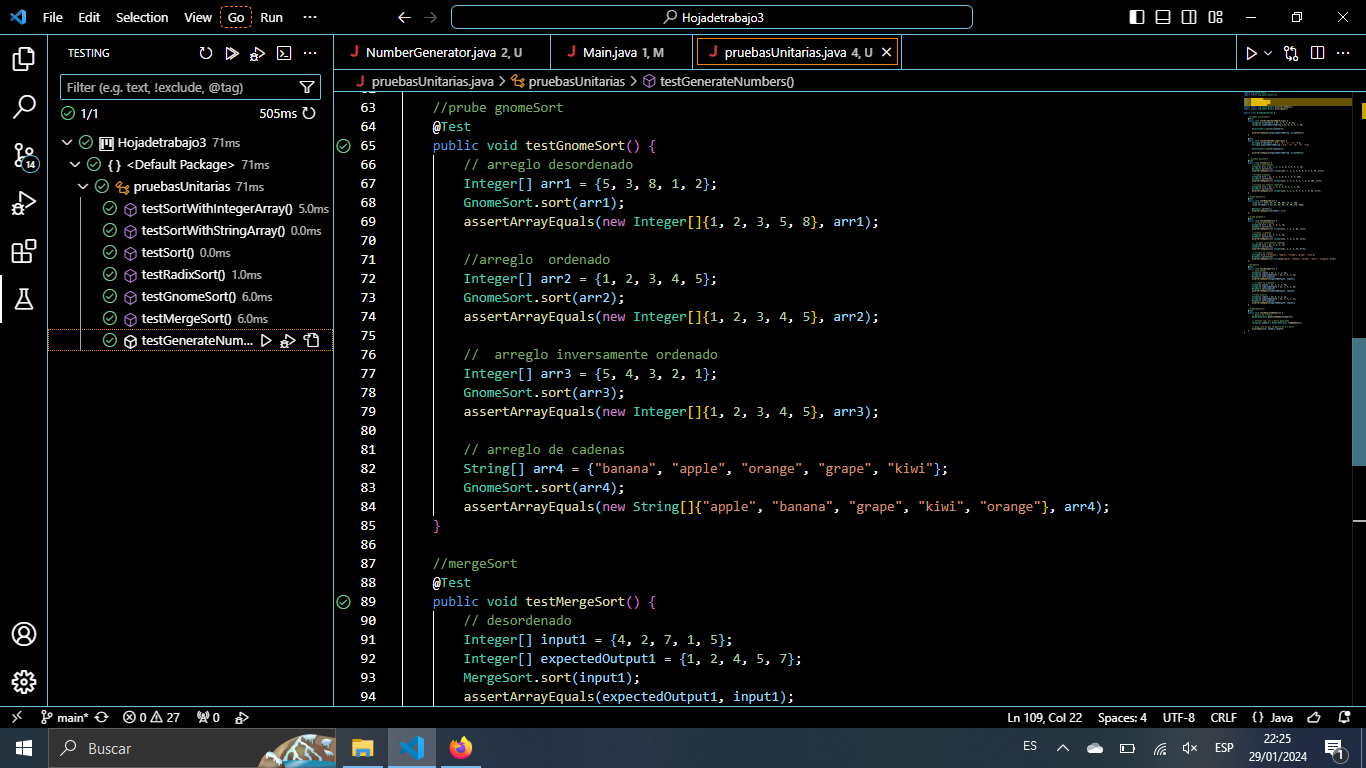 File Edit Selection View Go Run ··· Hojadetrabajo3
TESTING
NumberGenerator.java 2, U
Main.java 1, M
pruebasUnitarias.java 4, U
pruebasUnitarias.java > pruebasUnitarias > testGenerateNumbers()
Filter (e.g. text, !exclude, @tag)
1/1 505ms
Hojadetrabajo3 71ms
{ } <Default Package> 71ms
pruebasUnitarias 71ms
testSortWithIntegerArray() 5.0ms
testSortWithStringArray() 0.0ms
testSort() 0.0ms
testRadixSort() 1.0ms
testGnomeSort() 6.0ms
testMergeSort() 6.0ms
testGenerateNum...
14
63 //prube gnomeSort
64 @Test
65 public void testGnomeSort() {
66 // arreglo desordenado
67 Integer[] arr1 = {5, 3, 8, 1, 2};
68 GnomeSort.sort(arr1);
69 assertArrayEquals(new Integer[]{1, 2, 3, 5, 8}, arr1);
70
71 //arreglo  ordenado
72 Integer[] arr2 = {1, 2, 3, 4, 5};
73 GnomeSort.sort(arr2);
74 assertArrayEquals(new Integer[]{1, 2, 3, 4, 5}, arr2);
75
76 //  arreglo inversamente ordenado
77 Integer[] arr3 = {5, 4, 3, 2, 1};
78 GnomeSort.sort(arr3);
79 assertArrayEquals(new Integer[]{1, 2, 3, 4, 5}, arr3);
80
81 // arreglo de cadenas
82 String[] arr4 = {"banana", "apple", "orange", "grape", "kiwi"};
83 GnomeSort.sort(arr4);
84 assertArrayEquals(new String[]{"apple", "banana", "grape", "kiwi", "orange"}, arr4);
85 }
86
87 //mergeSort
88 @Test
89 public void testMergeSort() {
90 // desordenado
91 Integer[] input1 = {4, 2, 7, 1, 5};
92 Integer[] expectedOutput1 = {1, 2, 4, 5, 7};
93 MergeSort.sort(input1);
94 assertArrayEquals(expectedOutput1, input1);
main* 0 27 0 Ln 109, Col 22 Spaces: 4 UTF-8 CRLF { } Java
Buscar ES ESP 22:25
29/01/2024 1